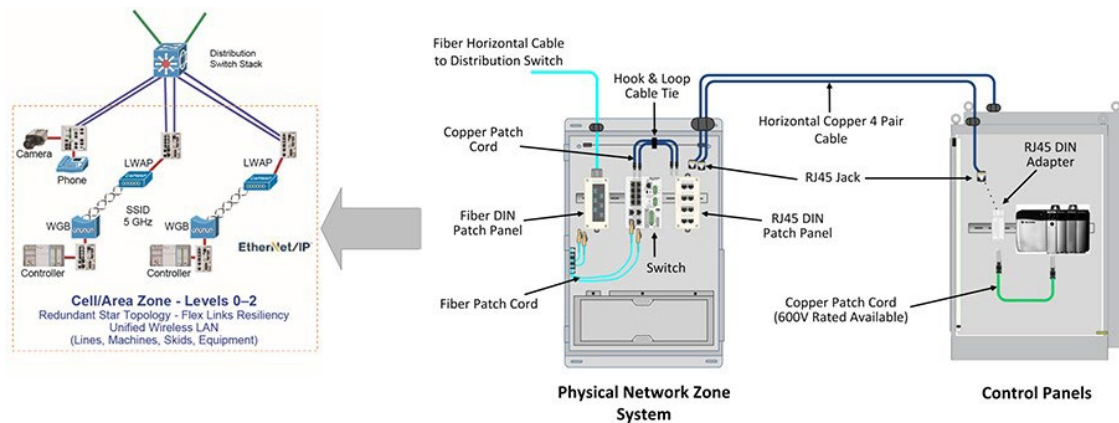 Distribution
Switch Stack
Camera
Phone
LWAP
LWAP
SSID
5 GHz
WGB
WGB
EtherNet/IP
Controller
Controller
Cell/Area Zone - Levels 0–2
Redundant Star Topology - Flex Links Resiliency
Unified Wireless LAN
(Lines, Machines, Skids, Equipment)
Fiber Horizontal Cable
to Distribution Switch
Hook & Loop
Cable Tie
Copper Patch
Cord
Horizontal Copper 4 Pair
Cable
RJ45 DIN
Adapter
RJ45 Jack
Fiber DIN
Patch Panel
RJ45 DIN
Patch Panel
Switch
Fiber Patch Cord
Copper Patch Cord
(600V Rated Available)
Physical Network Zone
System
Control Panels